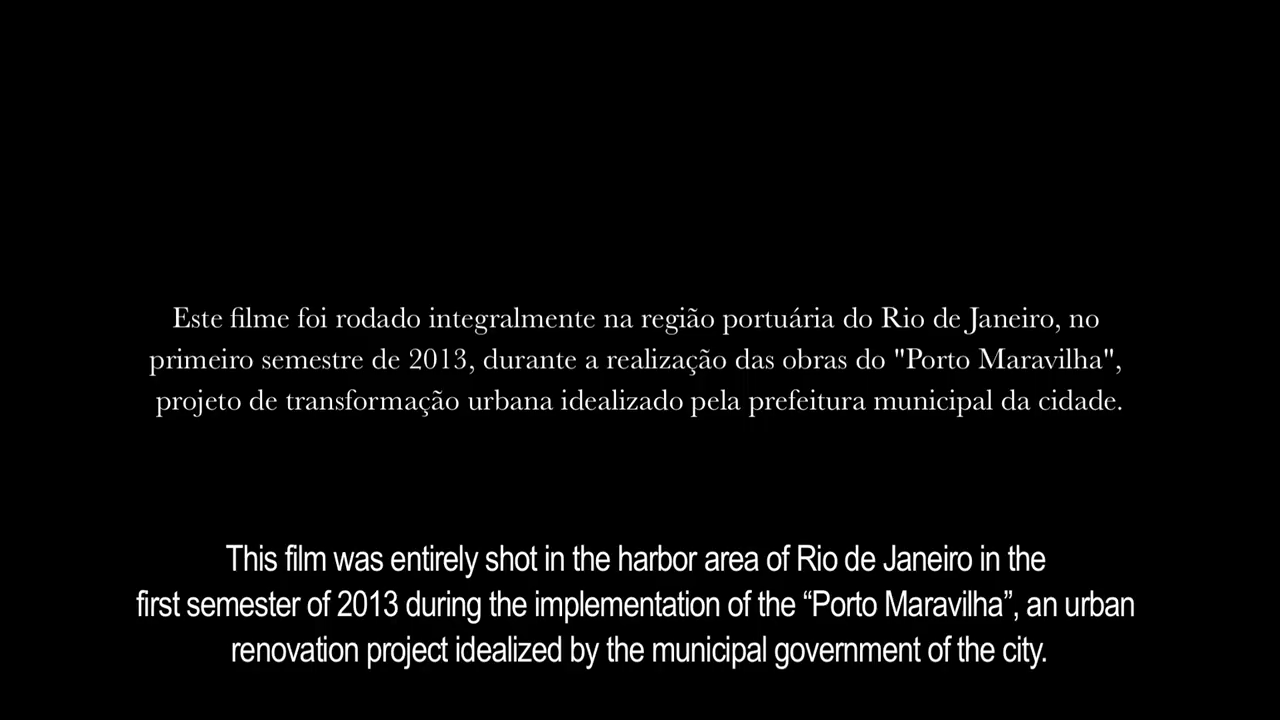 Este filme foi rodado integralmente na região portuária do Rio de Janeiro, no
primeiro semestre de 2013, durante a realização das obras do "Porto Maravilha",
projeto de transformação urbana idealizado pela prefeitura municipal da cidade.
This film was entirely shot in the harbor area of Rio de Janeiro in the
first semester of 2013 during the implementation of the “Porto Maravilha”, an urban
renovation project idealized by the municipal government of the city.